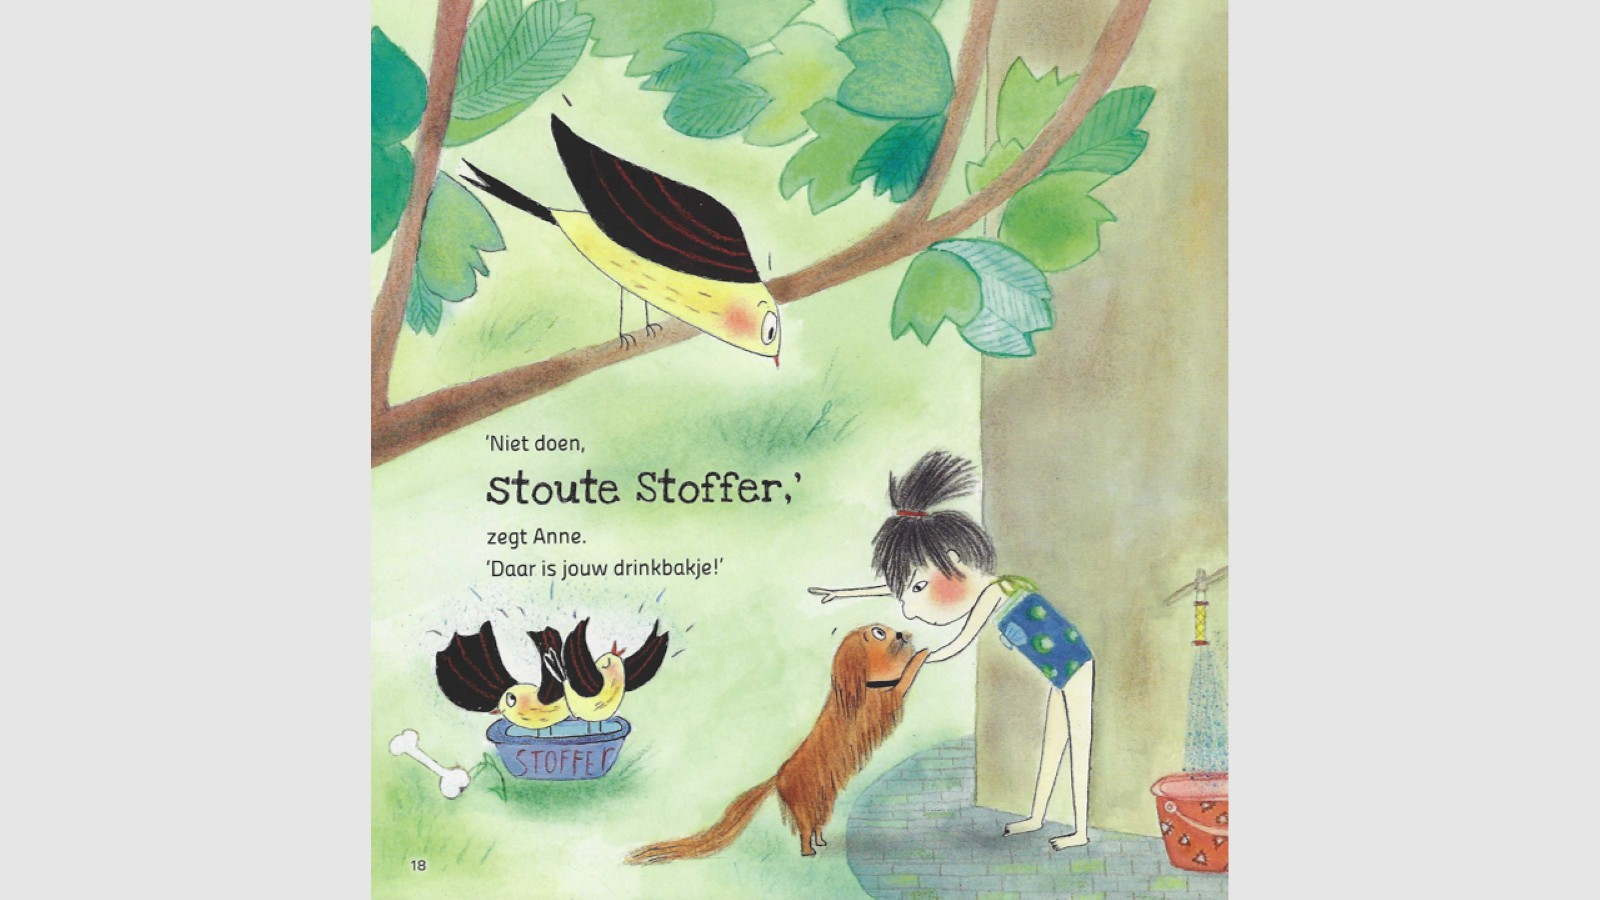 'Niet doen,
stoute Stoffer,'
zegt Anne.
'Daar is jouw drinkbakje!'
STOFFEr
18